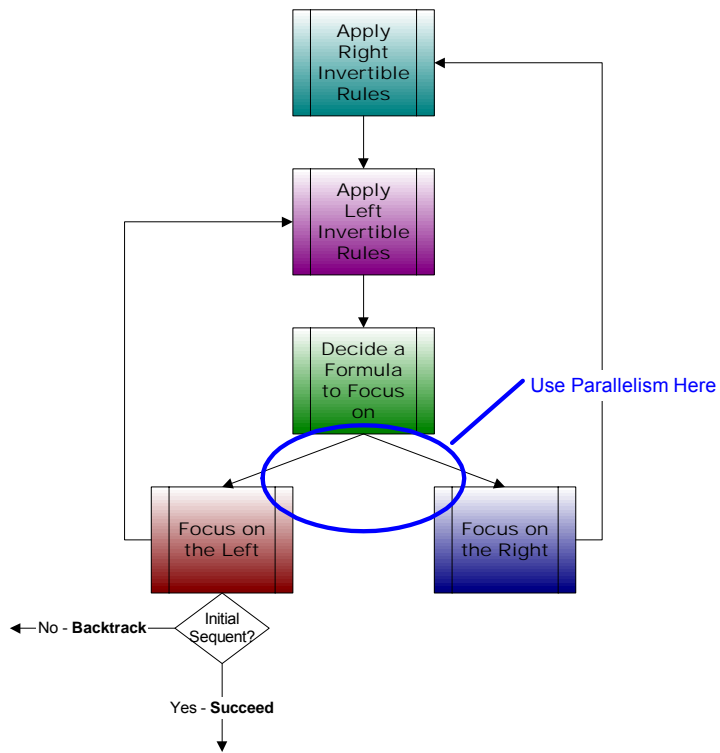 Apply
Right
Invertible
Rules
Apply
Left
Invertible
Rules
Decide a
Formula
to Focus
on
Use Parallelism Here
Focus on
the Left
Focus on
the Right
Initial
Sequent?
No - Backtrack
Yes - Succeed